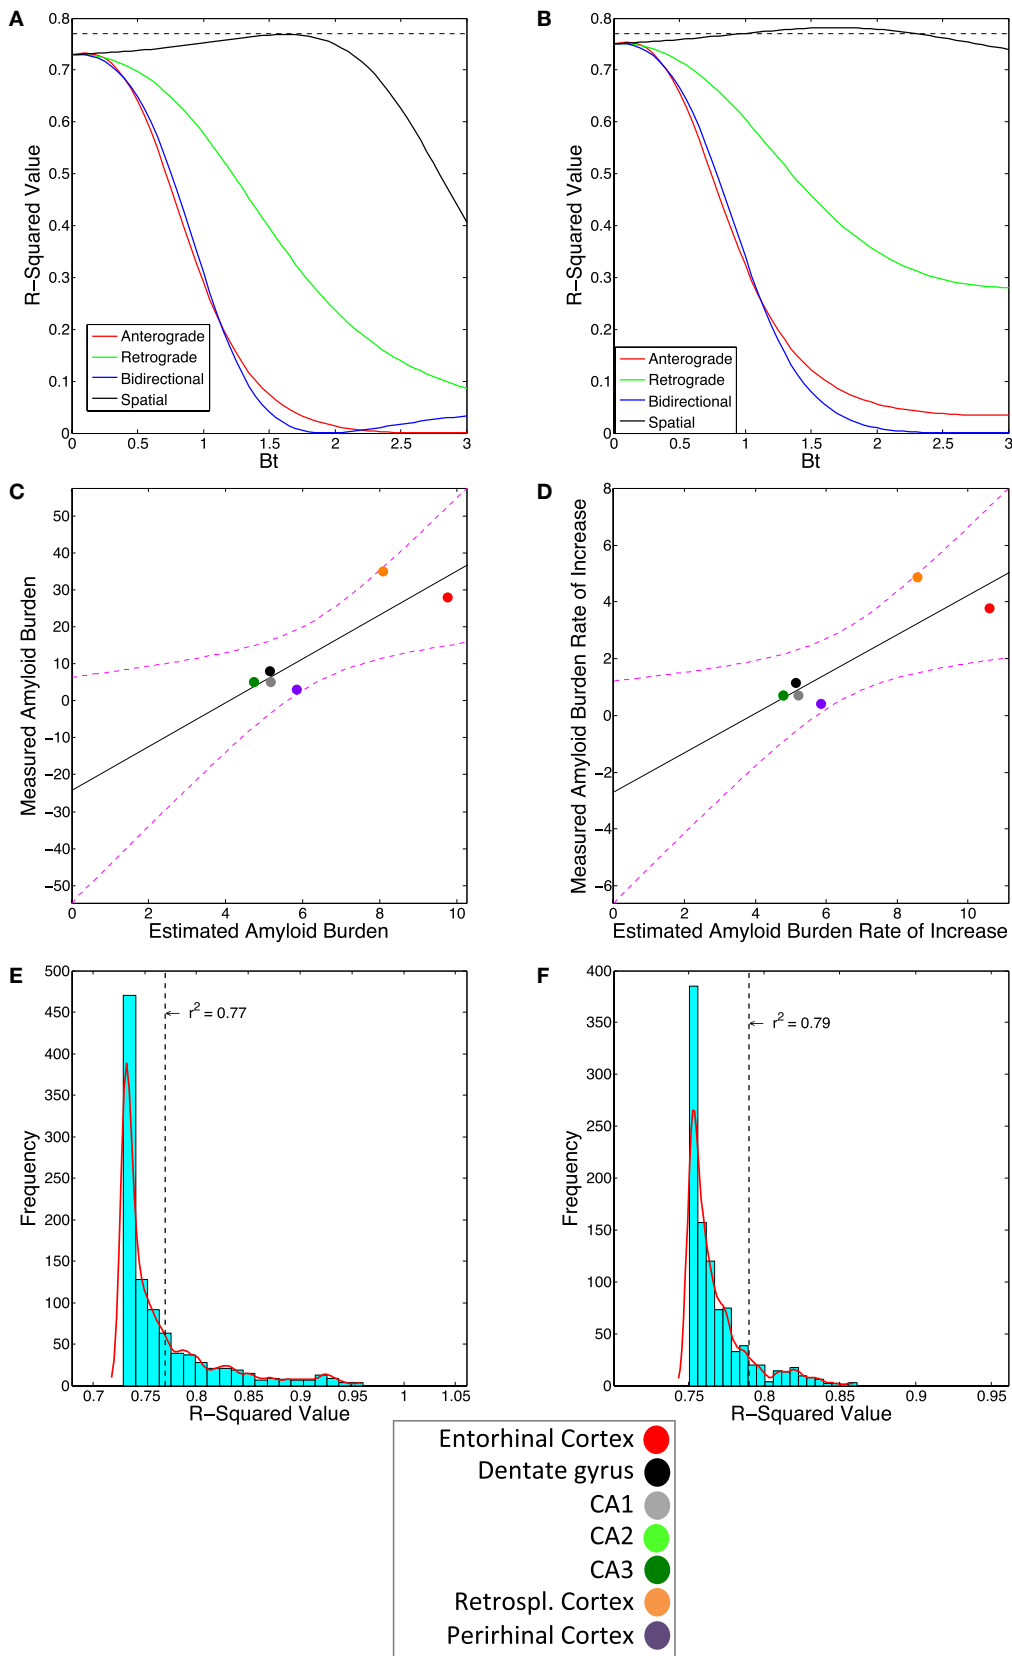 A
0.8
0.7
0.6
0.5
0.4
0.3
0.2
0.1
0
R−Squared Value
Anterograde
Retrograde
Bidirectional
Spatial
0.5 1 1.5 2 2.5 3
Bt
B
0.8
0.7
0.6
0.5
0.4
0.3
0.2
0.1
0
R−Squared Value
Anterograde
Retrograde
Bidirectional
Spatial
0 0.5 1 1.5 2 2.5 3
Bt
C
50
40
30
20
10
0
−10
−20
−30
−40
−50
Measured Amyloid Burden
0 2 4 6 8 10
Estimated Amyloid Burden
D
8
6
4
2
0
−2
−4
−6
Measured Amyloid Burden Rate of Increase
0 2 4 6 8 10
Estimated Amyloid Burden Rate of Increase
E
500
450
400
350
300
250
200
150
100
50
0
Frequency
r2 = 0.77
0.7 0.75 0.8 0.85 0.9 0.95 1 1.05
R−Squared Value
F
400
350
300
250
200
150
100
50
0
Frequency
r2 = 0.79
0.75 0.8 0.85 0.9 0.95
R−Squared Value
Entorhinal Cortex
Dentate gyrus
CA1
CA2
CA3
Retrospl. Cortex
Perirhinal Cortex